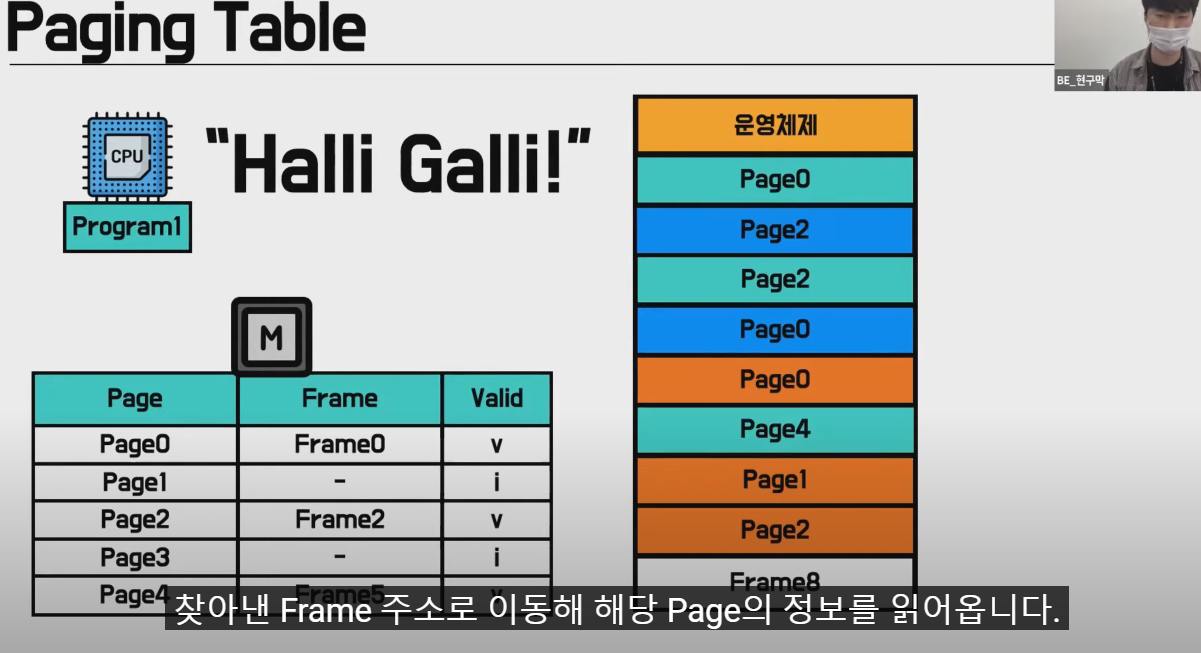 Paging Table
BE_현구막
CPU
"Halli Galli!"
Program1
M
Page Frame Valid
Page0 Frame0 v
Page1 - i
Page2 Frame2 v
Page3 - i
Page4 Frame5 v
운영체제
Page0
Page2
Page2
Page0
Page0
Page4
Page1
Page2
Frame8
찾아낸 Frame 주소로 이동해 해당 Page의 정보를 읽어옵니다.